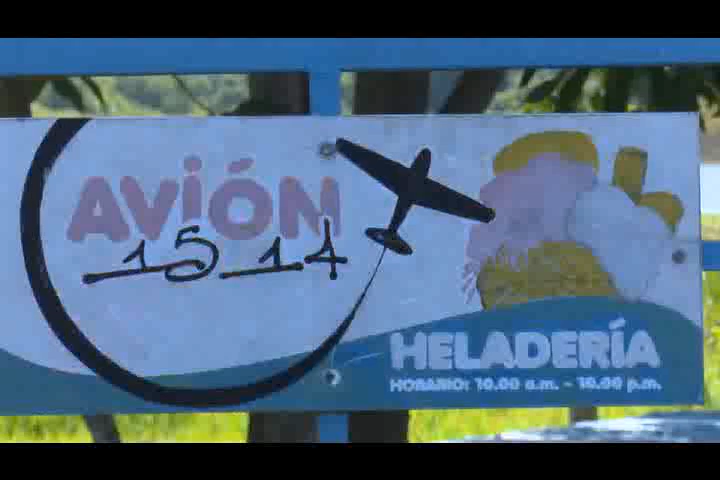 AVIÓN
1514
HELADERÍA
HORARIO: 10.00 a.m. - 10.00 p.m.